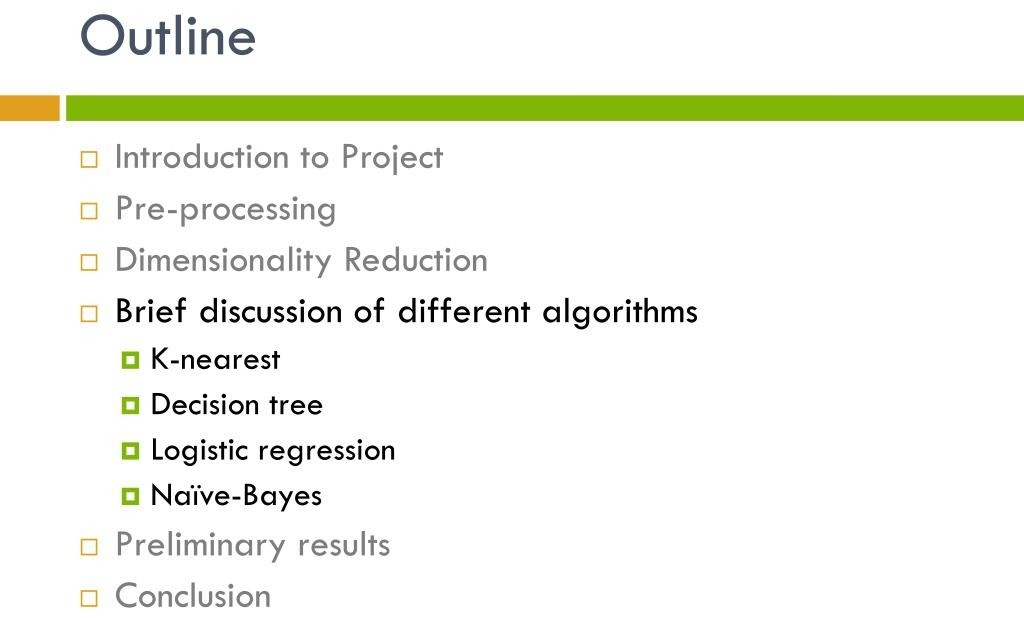 Outline
Introduction to Project
Pre-processing
Dimensionality Reduction
Brief discussion of different algorithms
K-nearest
Decision tree
Logistic regression
Naïve-Bayes
Preliminary results
Conclusion